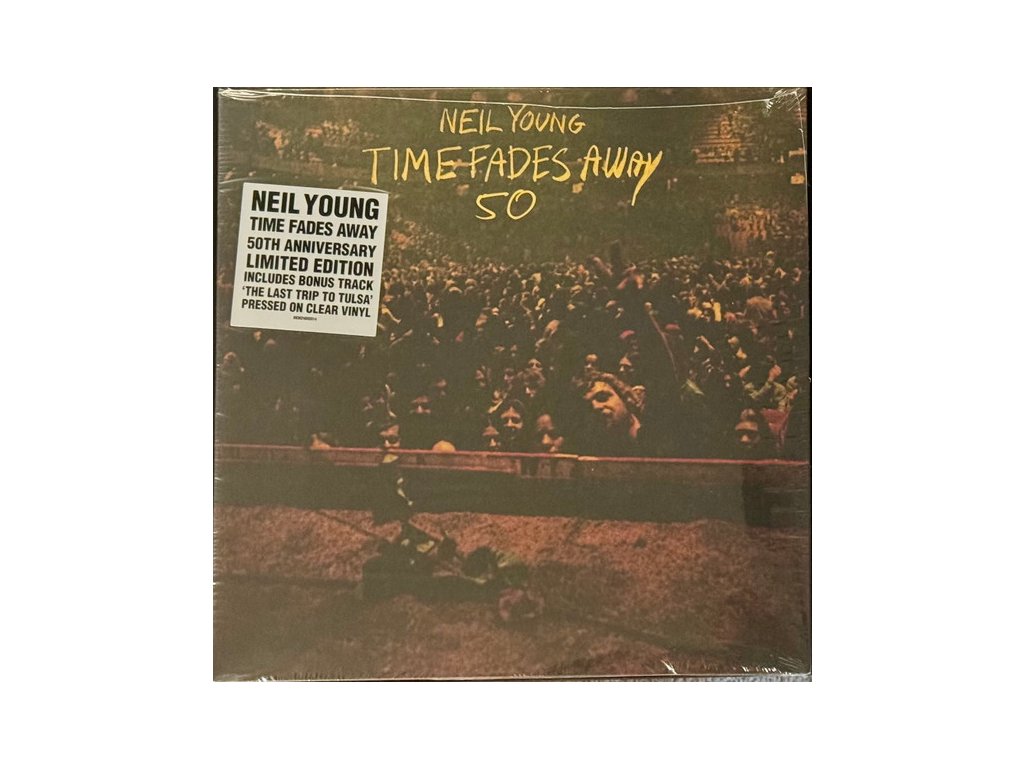 NEIL YOUNG
TIME FADES AWAY
50
NEIL YOUNG
TIME FADES AWAY
50TH ANNIVERSARY
LIMITED EDITION
INCLUDES BONUS TRACK
‘THE LAST TRIP TO TULSA’
PRESSED ON CLEAR VINYL